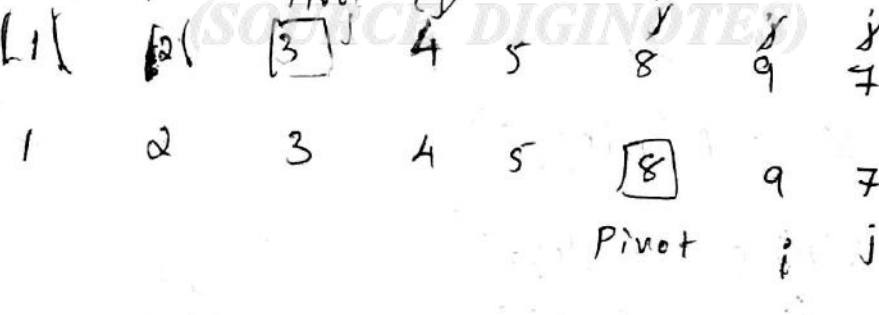 (SOURCE DIGINOTES)
1 2 3 j 4 5 8 9 7
1 2 3 4 5 8 9 7
Pivot i j